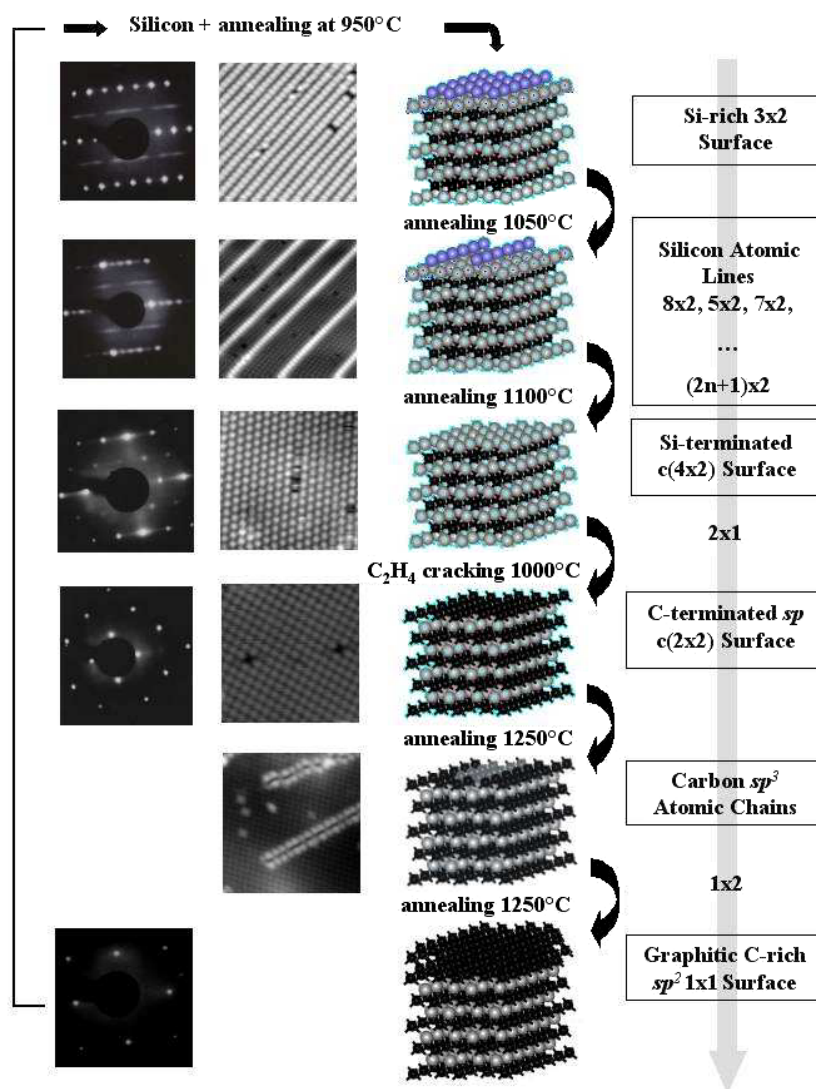 Silicon + annealing at 950°C
Si-rich 3x2
Surface
annealing 1050°C
Silicon Atomic
Lines
8x2, 5x2, 7x2,
…
(2n+1)x2
annealing 1100°C
Si-terminated
c(4x2) Surface
2x1
C₂H₄ cracking 1000°C
C-terminated sp
c(2x2) Surface
annealing 1250°C
Carbon sp³
Atomic Chains
1x2
annealing 1250°C
Graphitic C-rich
sp² 1x1 Surface